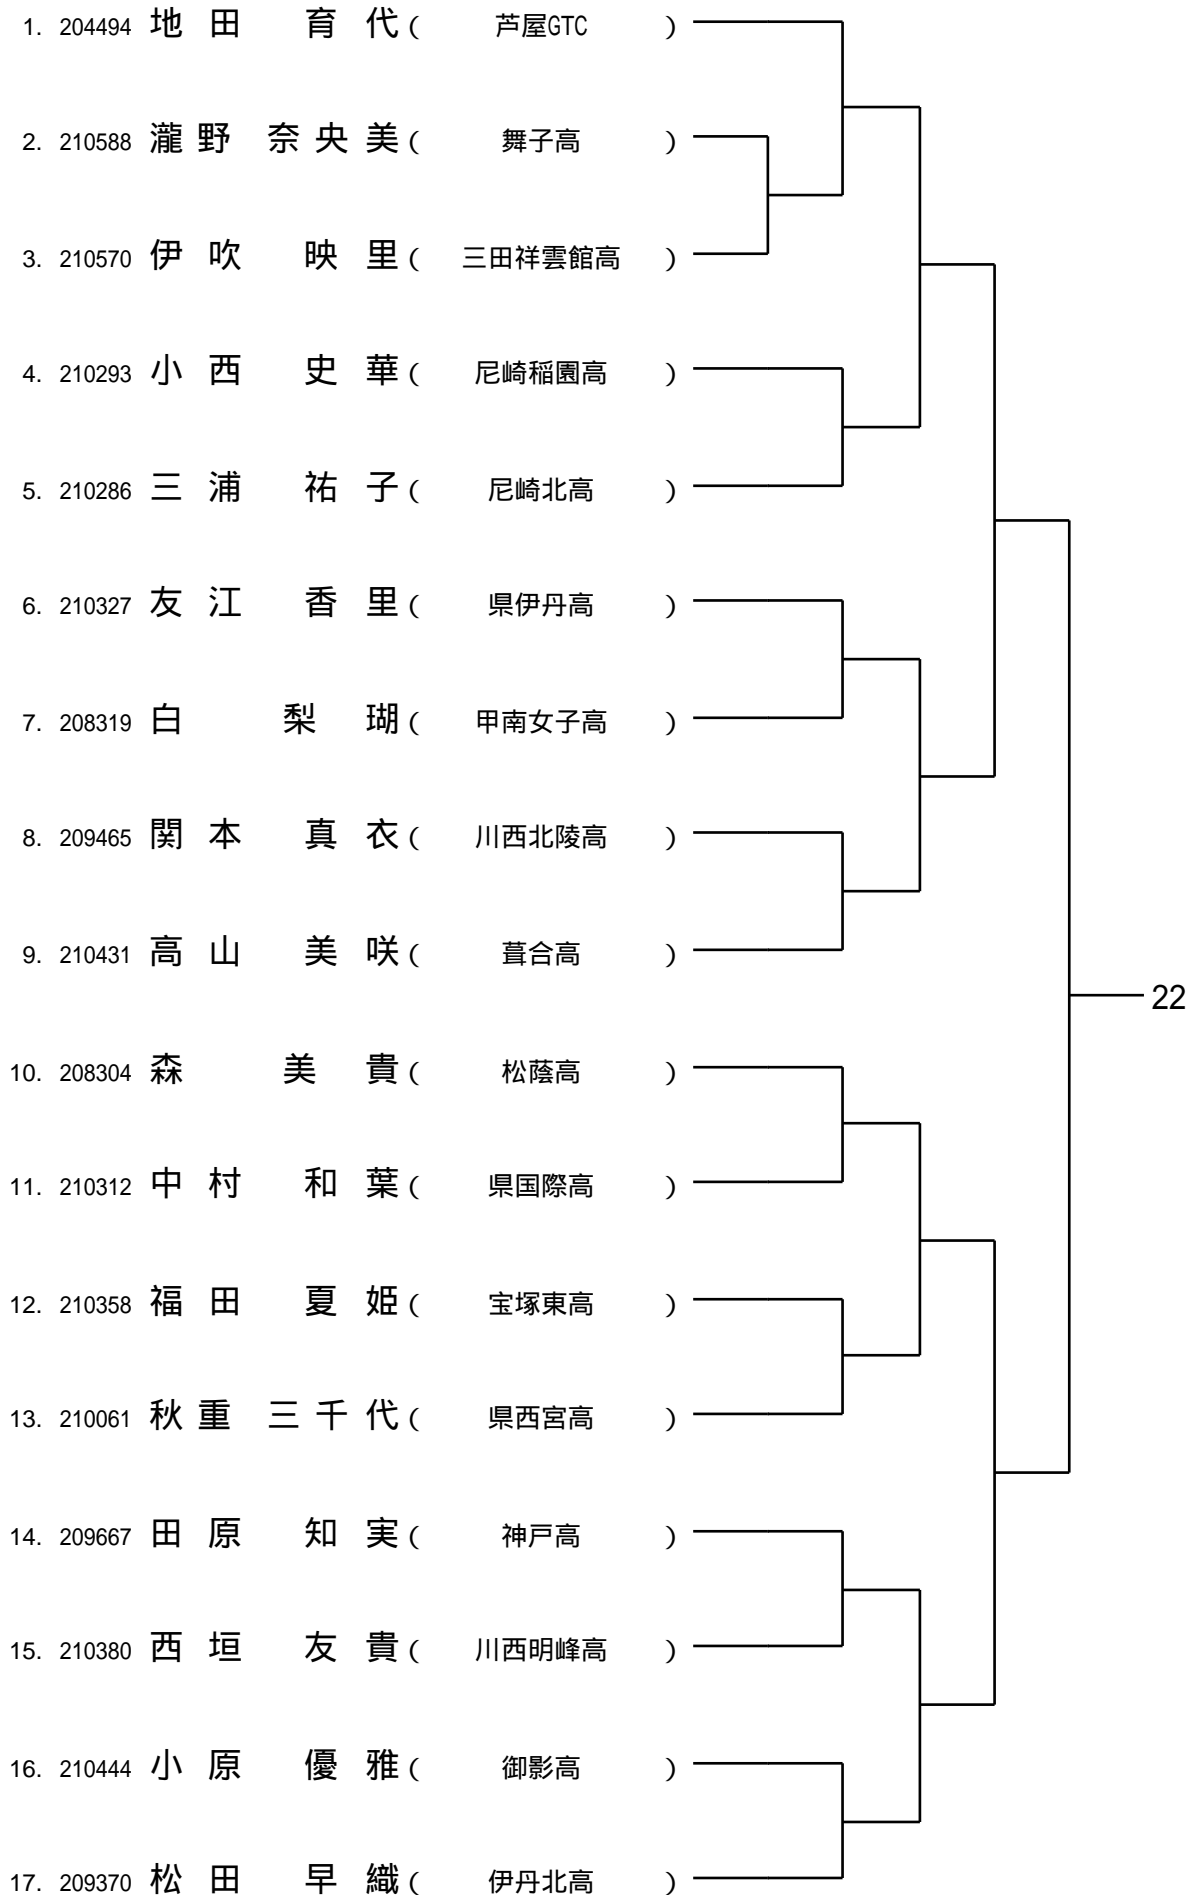 1. 204494 地田 育代 ( 芦屋GTC )
2. 210588 瀧野 奈央美 ( 舞子高 )
3. 210570 伊吹 映里 ( 三田祥雲館高 )
4. 210293 小西 史華 ( 尼崎稲園高 )
5. 210286 三浦 祐子 ( 尼崎北高 )
6. 210327 友江 香里 ( 県伊丹高 )
7. 208319 白 梨瑚 ( 甲南女子高 )
8. 209465 関本 真衣 ( 川西北陵高 )
9. 210431 高山 美咲 ( 葺合高 )
22
10. 208304 森 美貴 ( 松蔭高 )
11. 210312 中村 和葉 ( 県国際高 )
12. 210358 福田 夏姫 ( 宝塚東高 )
13. 210061 秋重 三千代 ( 県西宮高 )
14. 209667 田原 知実 ( 神戸高 )
15. 210380 西垣 友貴 ( 川西明峰高 )
16. 210444 小原 優雅 ( 御影高 )
17. 209370 松田 早織 ( 伊丹北高 )